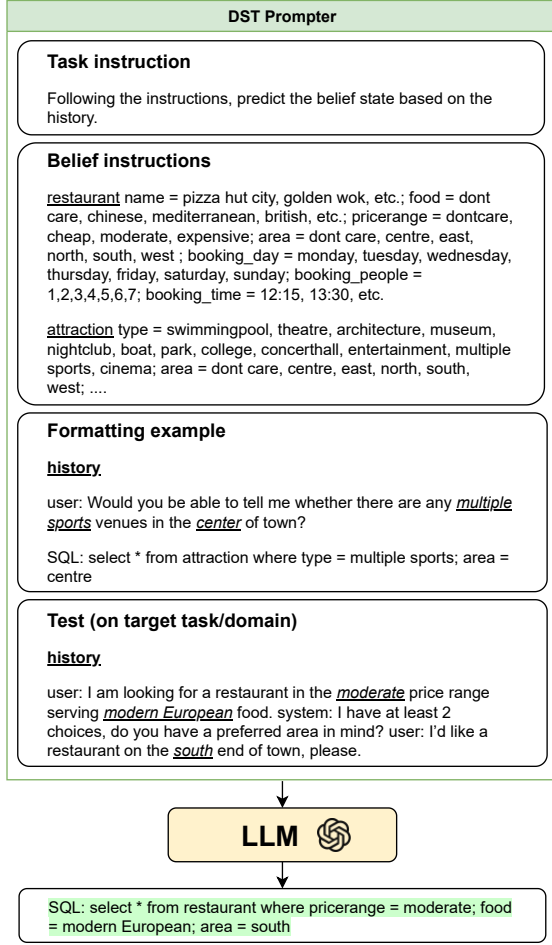 DST Prompter
Task instruction
Following the instructions, predict the belief state based on the
history.
Belief instructions
restaurant name = pizza hut city, golden wok, etc.; food = dont
care, chinese, mediterranean, british, etc.; pricerange = dontcare,
cheap, moderate, expensive; area = dont care, centre, east,
north, south, west ; booking_day = monday, tuesday, wednesday,
thursday, friday, saturday, sunday; booking_people =
1,2,3,4,5,6,7; booking_time = 12:15, 13:30, etc.
attraction type = swimmingpool, theatre, architecture, museum,
nightclub, boat, park, college, concerthall, entertainment, multiple
sports, cinema; area = dont care, centre, east, north, south,
west; ....
Formatting example
history
user: Would you be able to tell me whether there are any multiple
sports venues in the center of town?
SQL: select * from attraction where type = multiple sports; area =
centre
Test (on target task/domain)
history
user: I am looking for a restaurant in the moderate price range
serving modern European food. system: I have at least 2
choices, do you have a preferred area in mind? user: I'd like a
restaurant on the south end of town, please.
LLM
SQL: select * from restaurant where pricerange = moderate; food
= modern European; area = south